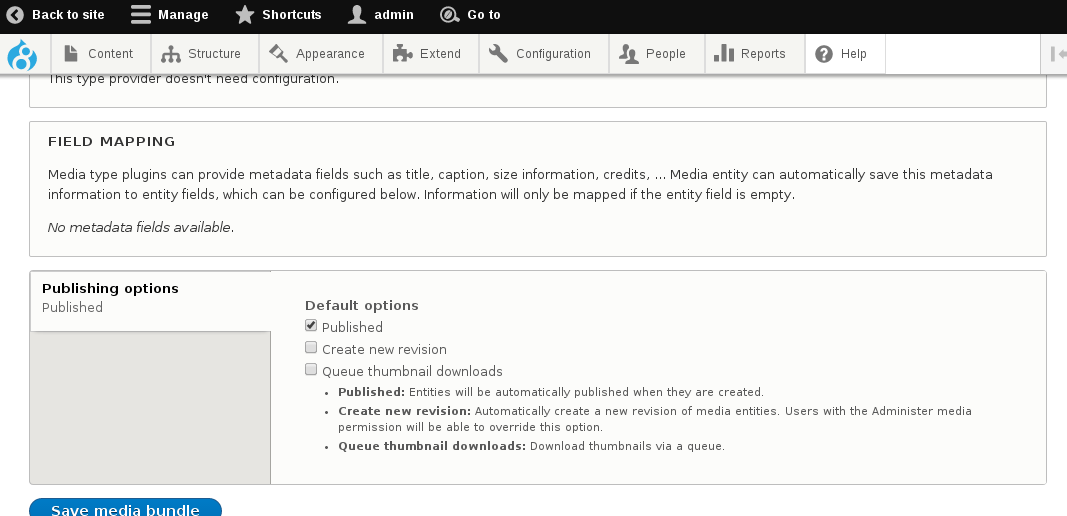 Back to site Manage Shortcuts admin Go to
Content Structure Appearance Extend Configuration People Reports Help
This type provider doesn't need configuration.
FIELD MAPPING
Media type plugins can provide metadata fields such as title, caption, size information, credits, ... Media entity can automatically save this metadata
information to entity fields, which can be configured below. Information will only be mapped if the entity field is empty.
No metadata fields available.
Publishing options
Published
Default options
Published
Create new revision
Queue thumbnail downloads
• Published: Entities will be automatically published when they are created.
• Create new revision: Automatically create a new revision of media entities. Users with the Administer media
permission will be able to override this option.
• Queue thumbnail downloads: Download thumbnails via a queue.
Save media bundle